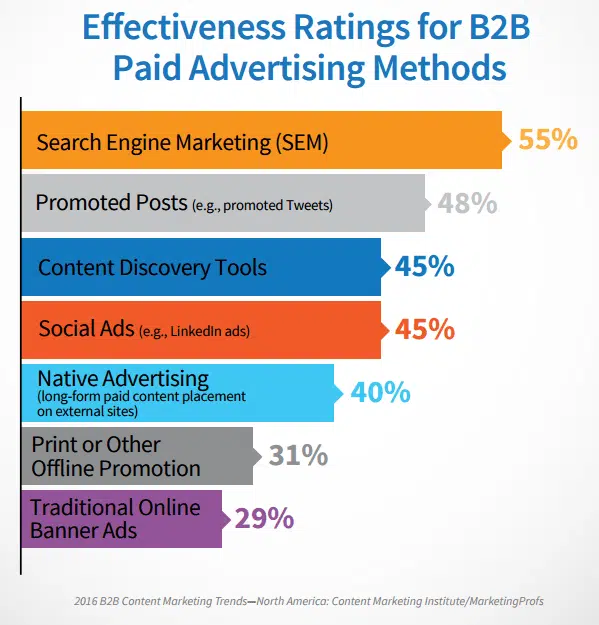 Effectiveness Ratings for B2B
Paid Advertising Methods
Search Engine Marketing (SEM)
55%
Promoted Posts (e.g., promoted Tweets)
48%
Content Discovery Tools
45%
Social Ads (e.g., LinkedIn ads)
45%
Native Advertising
(long-form paid content placement
on external sites)
40%
Print or Other
Offline Promotion
31%
Traditional Online
Banner Ads
29%
2016 B2B Content Marketing Trends—North America: Content Marketing Institute/MarketingProfs